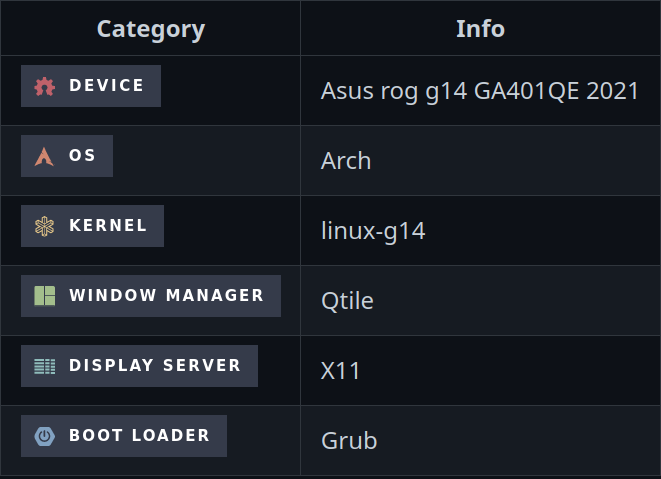 Category Info
DEVICE Asus rog g14 GA401QE 2021
OS Arch
KERNEL linux-g14
WINDOW MANAGER Qtile
DISPLAY SERVER X11
BOOT LOADER Grub